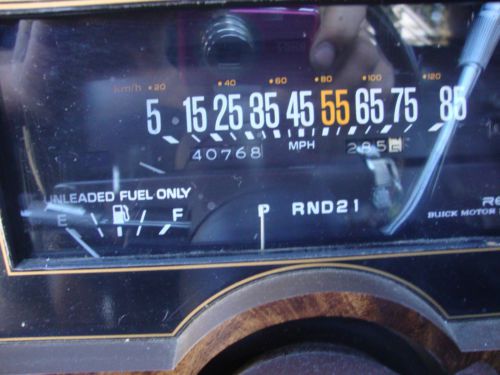 km/h 20 40 60 80 100 120
5 15 25 35 45 55 65 75 85
40768 MPH 285
UNLEADED FUEL ONLY
E F P RND21
BUICK MOTOR